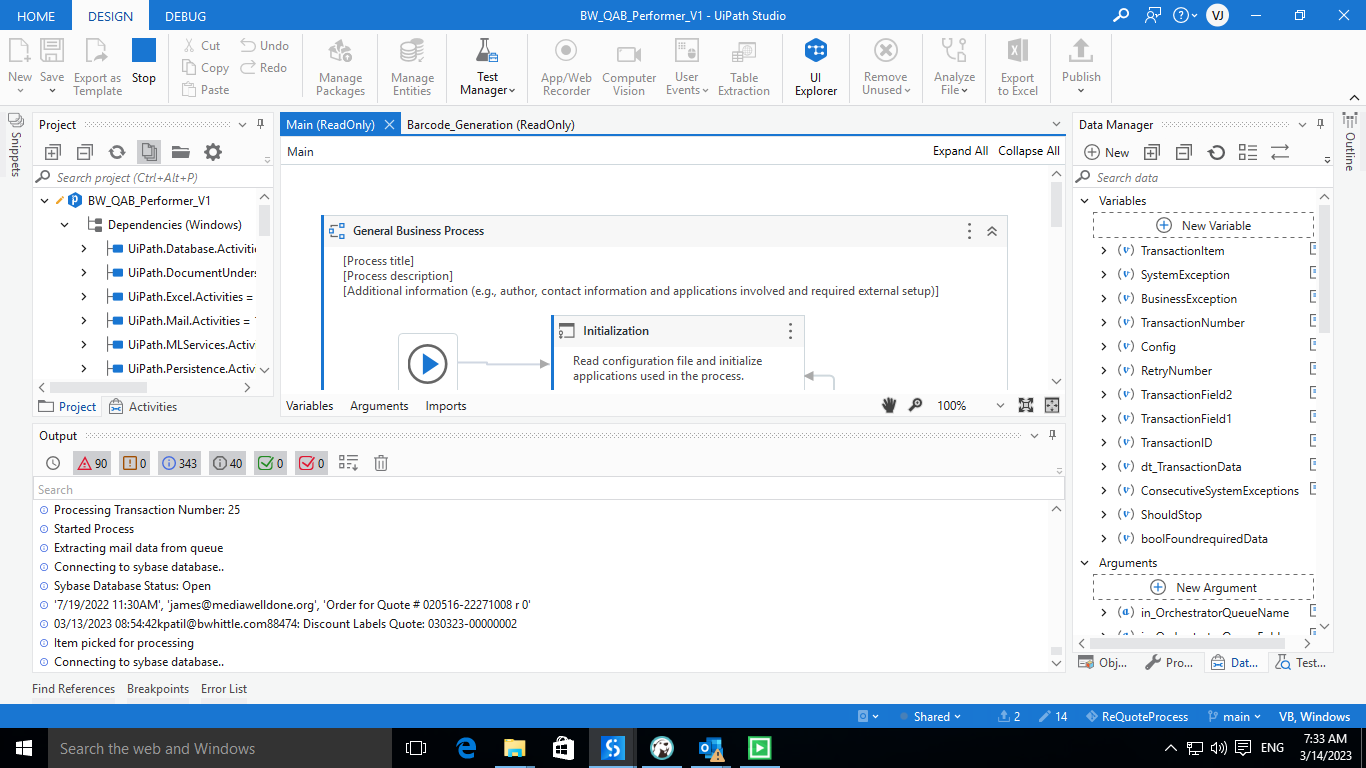 HOME DESIGN DEBUG BW_QAB_Performer_V1 - UiPath Studio VJ
New Save Export as Template Stop Cut Copy Paste Undo Redo Manage Packages Manage Entities Test Manager App/Web Recorder Computer Vision User Events Table Extraction UI Explorer Remove Unused Analyze File Export to Excel Publish
Snippets
Project
Search project (Ctrl+Alt+P)
BW_QAB_Performer_V1
Dependencies (Windows)
UiPath.Database.Activitie
UiPath.DocumentUnders
UiPath.Excel.Activities =
UiPath.Mail.Activities =
UiPath.MLServices.Activ
UiPath.Persistence.Activ
Project Activities
Main (ReadOnly) Barcode_Generation (ReadOnly)
Main Expand All Collapse All
General Business Process
[Process title]
[Process description]
[Additional information (e.g., author, contact information and applications involved and required external setup)]
Initialization
Read configuration file and initialize
applications used in the process.
Variables Arguments Imports 100%
Data Manager
New
Search data
Variables
New Variable
(v) TransactionItem
(v) SystemException
(v) BusinessException
(v) TransactionNumber
(v) Config
(v) RetryNumber
(v) TransactionField2
(v) TransactionField1
(v) TransactionID
(v) dt_TransactionData
(v) ConsecutiveSystemExceptions
(v) ShouldStop
(v) boolFoundrequiredData
Arguments
New Argument
(a) in_OrchestratorQueueName
Obj... Pro... Dat... Test...
Outline
Output
90 0 343 40 0 0
Search
Processing Transaction Number: 25
Started Process
Extracting mail data from queue
Connecting to sybase database..
Sybase Database Status: Open
'7/19/2022 11:30AM', 'james@mediawelldone.org', 'Order for Quote # 020516-22271008 r 0'
03/13/2023 08:54:42kpatil@bwhittle.com88474: Discount Labels Quote: 030323-00000002
Item picked for processing
Connecting to sybase database..
Find References Breakpoints Error List
Shared 2 14 ReQuoteProcess main VB, Windows
Search the web and Windows ENG 7:33 AM
3/14/2023